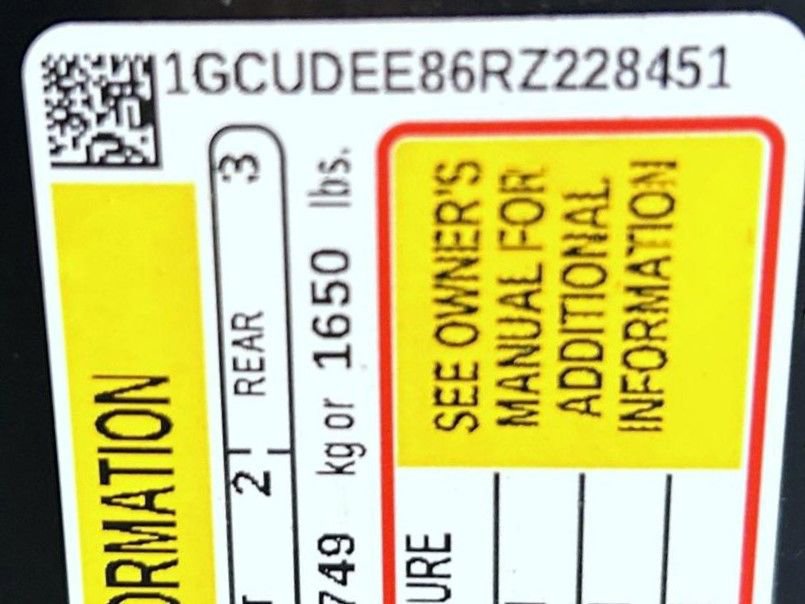 1GCUDEE86RZ228451
ORMATION
2 REAR 3
749 kg or 1650 lbs.
SEE OWNER'S
MANUAL FOR
ADDITIONAL
INFORMATION
URE